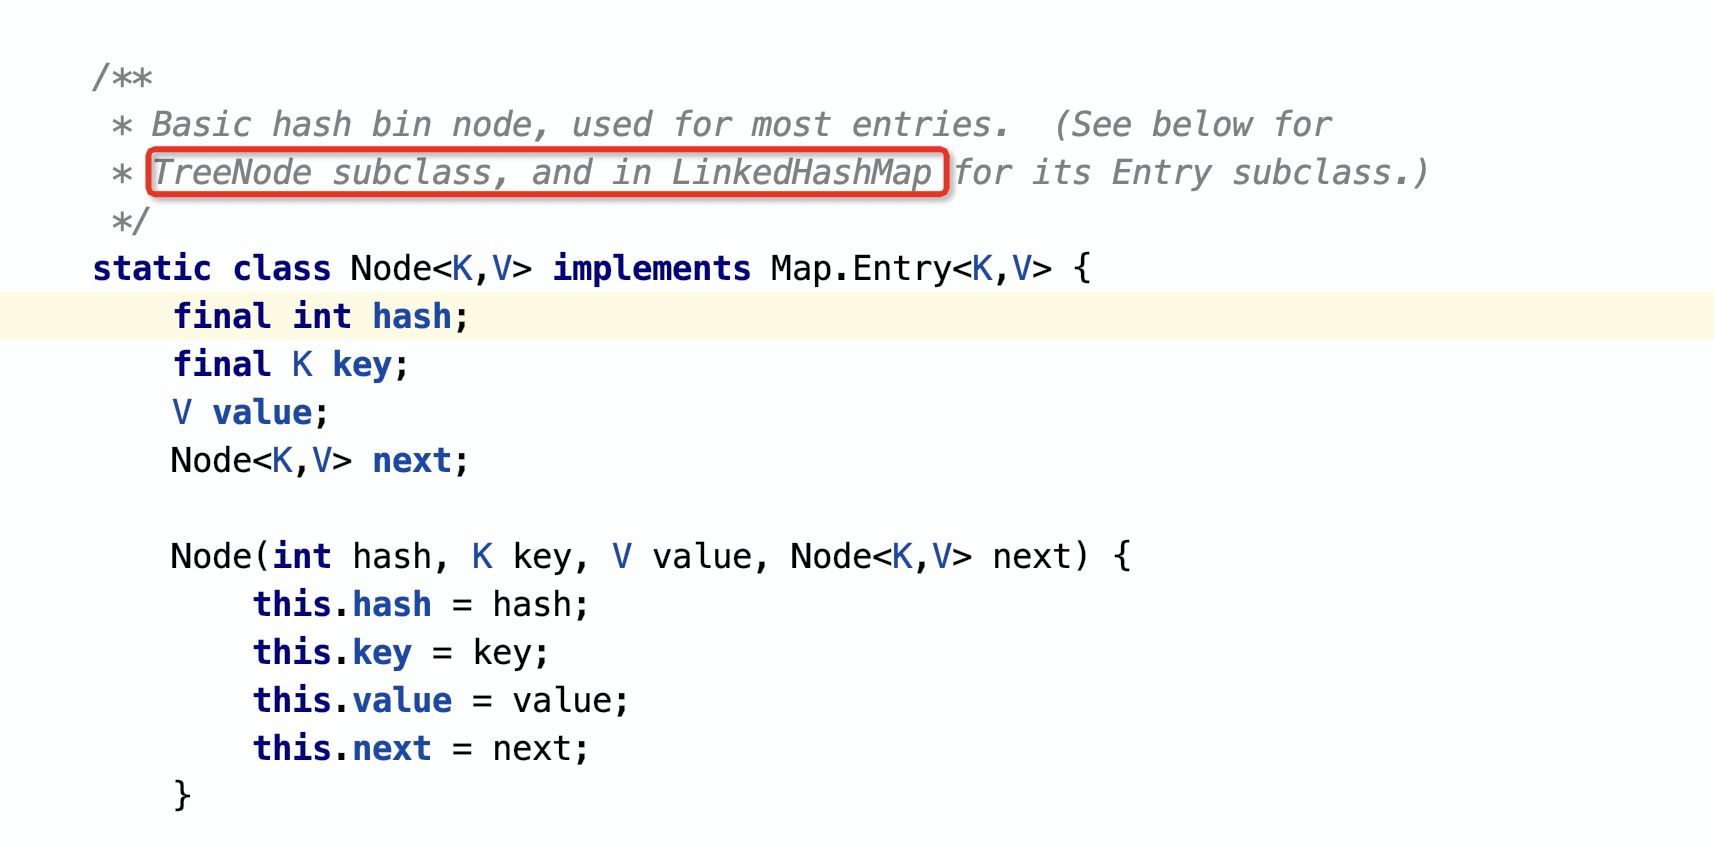 /**
 * Basic hash bin node, used for most entries.  (See below for
 * TreeNode subclass, and in LinkedHashMap for its Entry subclass.)
 */
static class Node<K,V> implements Map.Entry<K,V> {
    final int hash;
    final K key;
    V value;
    Node<K,V> next;

    Node(int hash, K key, V value, Node<K,V> next) {
        this.hash = hash;
        this.key = key;
        this.value = value;
        this.next = next;
    }